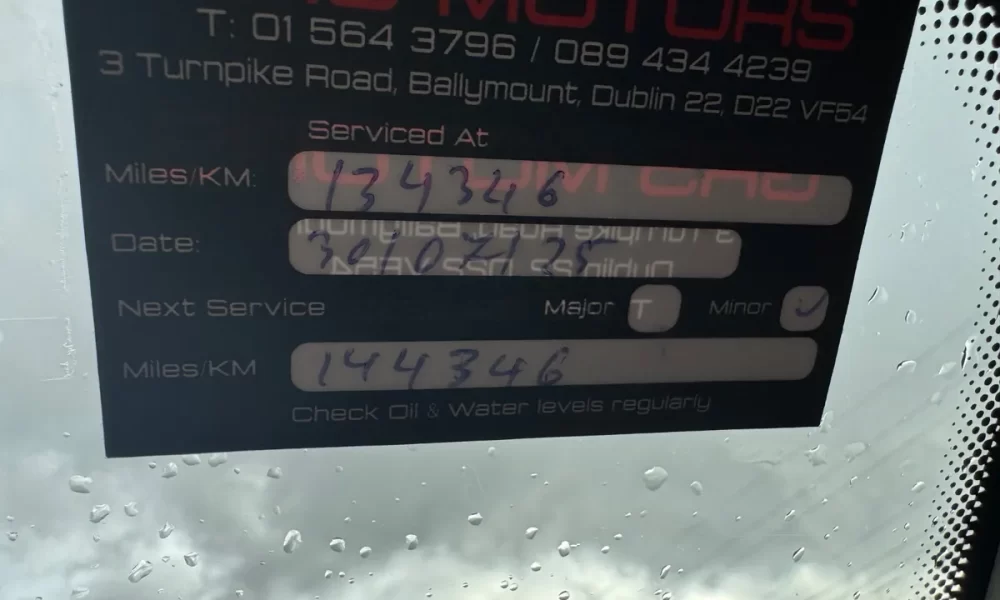 MOTORS
T: 01 564 3796 / 089 434 4239
3 Turnpike Road, Ballymount, Dublin 22, D22 VF54
Serviced At
Miles/KM: 134346
Date: 30/07/25
Next Service Major Minor ✓
Miles/KM 144346
Check Oil & Water levels regularly